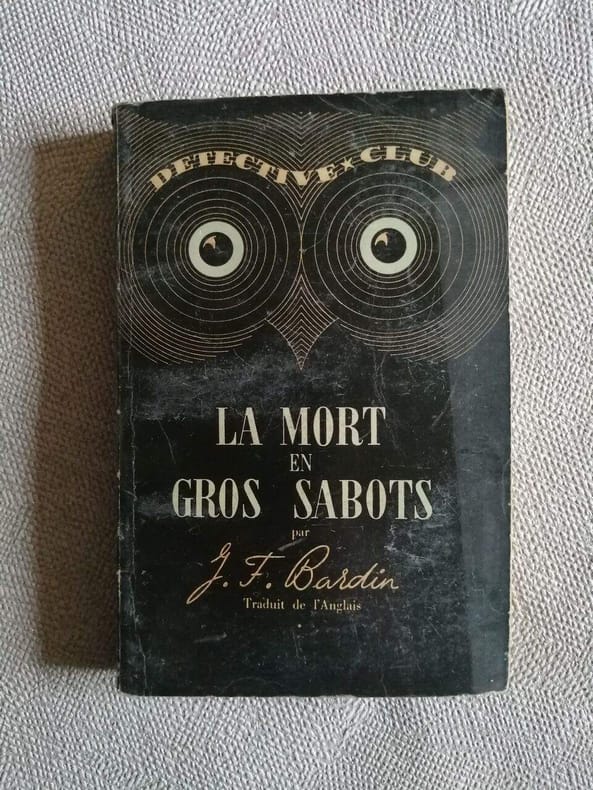 DETECTIVE★CLUB
LA MORT
EN
GROS SABOTS
par
J. F. Bardin
Traduit de l'Anglais